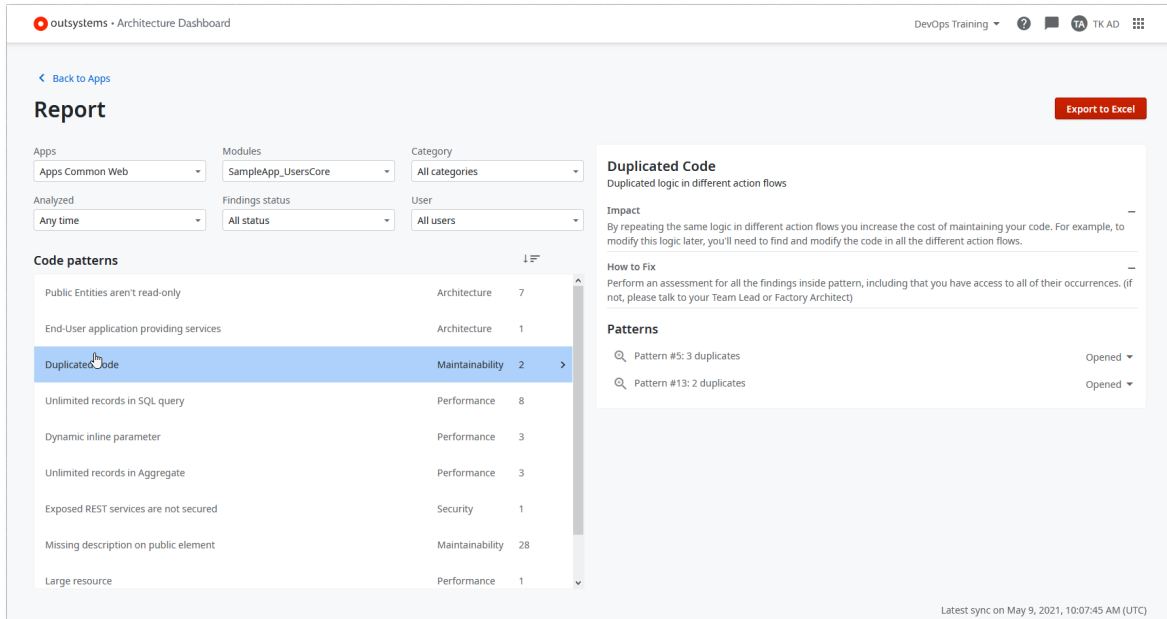 outsystems • Architecture Dashboard
DevOps Training
? TA TK AD
Back to Apps
Report
Export to Excel
Apps
Modules
Category
Apps Common Web
SampleApp_UsersCore
All categories
Analyzed
Findings status
User
Any time
All status
All users
Code patterns
Public Entities aren't read-only Architecture 7
End-User application providing services Architecture 1
Duplicated Code Maintainability 2
Unlimited records in SQL query Performance 8
Dynamic inline parameter Performance 3
Unlimited records in Aggregate Performance 3
Exposed REST services are not secured Security 1
Missing description on public element Maintainability 28
Large resource Performance 1
Duplicated Code
Duplicated logic in different action flows
Impact
By repeating the same logic in different action flows you increase the cost of maintaining your code. For example, to
modify this logic later, you'll need to find and modify the code in all the different action flows.
How to Fix
Perform an assessment for all the findings inside pattern, including that you have access to all of their occurrences. (if
not, please talk to your Team Lead or Factory Architect)
Patterns
Pattern #5: 3 duplicates Opened
Pattern #13: 2 duplicates Opened
Latest sync on May 9, 2021, 10:07:45 AM (UTC)